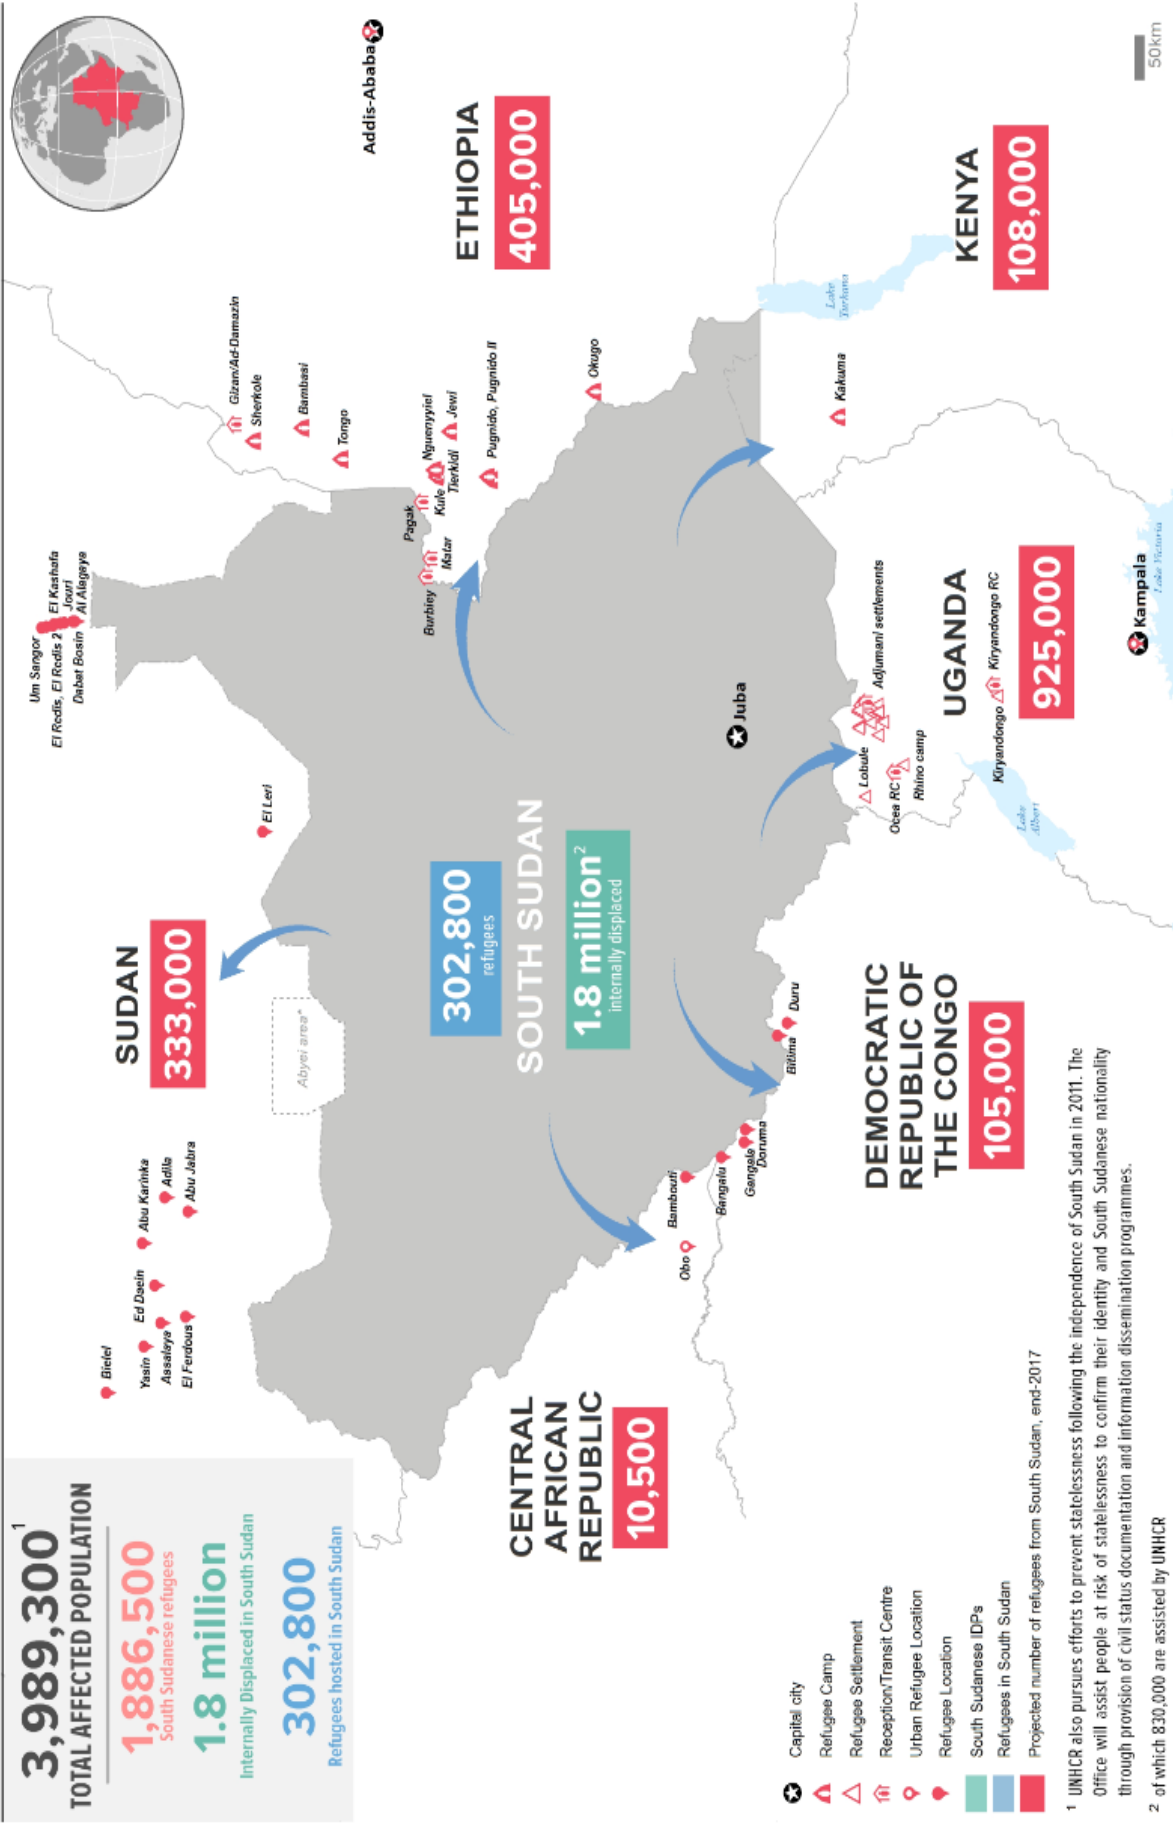 3,989,300¹
TOTAL AFFECTED POPULATION
1,886,500
South Sudanese refugees
1.8 million
Internally Displaced in South Sudan
302,800
Refugees hosted in South Sudan
Bielel
Yasin
Ed Daein
Assalaya
El Ferdous
Abu Karinka
Adila
Abu Jabra
SUDAN
333,000
El Leri
Um Sangor
El Redis, El Redis 2
El Kashafa
Jouri
Dabat Bosin
Al Alagaya
Abyei area*
Gizan/Ad-Damazin
Sherkole
Bambasi
Tongo
Pagak
Kule
Nguenyyiel
Tierkidi
Jewi
Burbiey
Matar
Pugnido, Pugnido II
Okugo
Addis-Ababa
ETHIOPIA
405,000
302,800
refugees
SOUTH SUDAN
1.8 million²
internally displaced
Juba
CENTRAL
AFRICAN
REPUBLIC
10,500
Obo
Bambouti
Bangalu
Gangala
Doruma
Bitima
Duru
DEMOCRATIC
REPUBLIC OF
THE CONGO
105,000
Lobule
Ocea RC
Rhino camp
Adjumani settlements
UGANDA
925,000
Kiryandongo
Kiryandongo RC
Lake
Albert
Kampala
Lake Victoria
Kakuma
Lake
Turkana
KENYA
108,000
50km
Capital city
Refugee Camp
Refugee Settlement
Reception/Transit Centre
Urban Refugee Location
Refugee Location
South Sudanese IDPs
Refugees in South Sudan
Projected number of refugees from South Sudan, end-2017
¹ UNHCR also pursues efforts to prevent statelessness following the independence of South Sudan in 2011. The
Office will assist people at risk of statelessness to confirm their identity and South Sudanese nationality
through provision of civil status documentation and information dissemination programmes.
² of which 830,000 are assisted by UNHCR